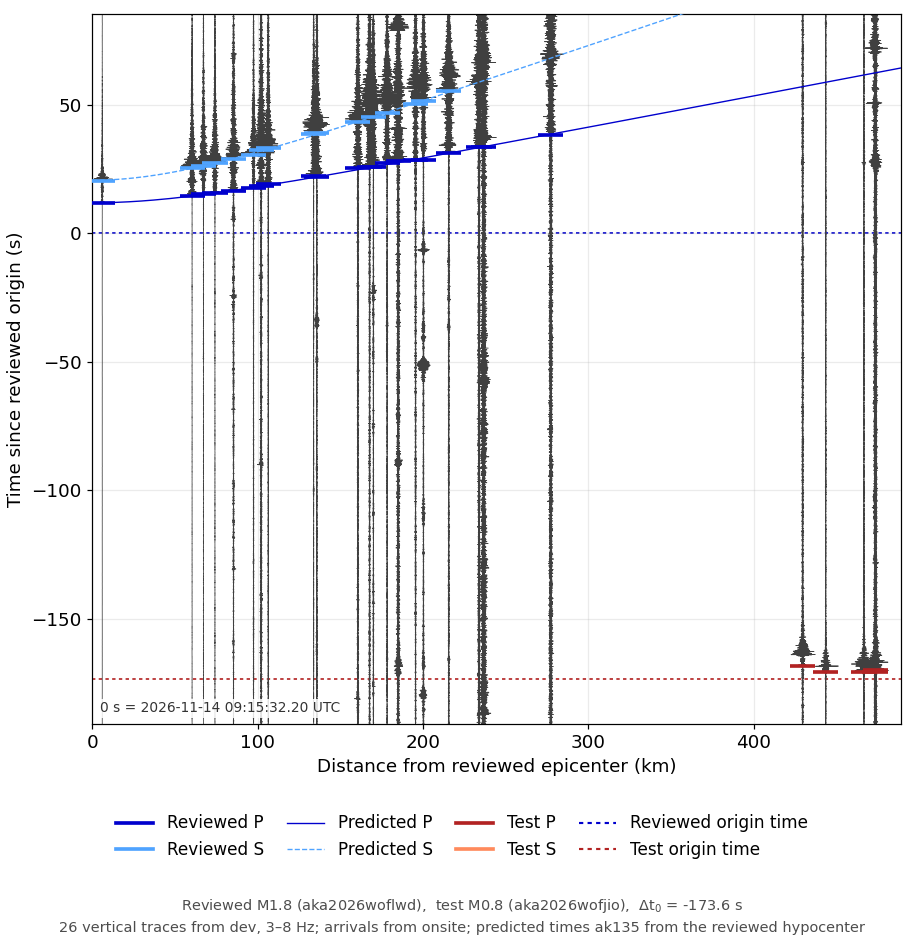 50
0
−50
−100
−150
Time since reviewed origin (s)
0 s = 2026-11-14 09:15:32.20 UTC
0 100 200 300 400
Distance from reviewed epicenter (km)
Reviewed P Predicted P Test P Reviewed origin time
Reviewed S Predicted S Test S Test origin time
Reviewed M1.8 (aka2026woflwd), test M0.8 (aka2026wofjio), Δt₀ = -173.6 s
26 vertical traces from dev, 3–8 Hz; arrivals from onsite; predicted times ak135 from the reviewed hypocenter